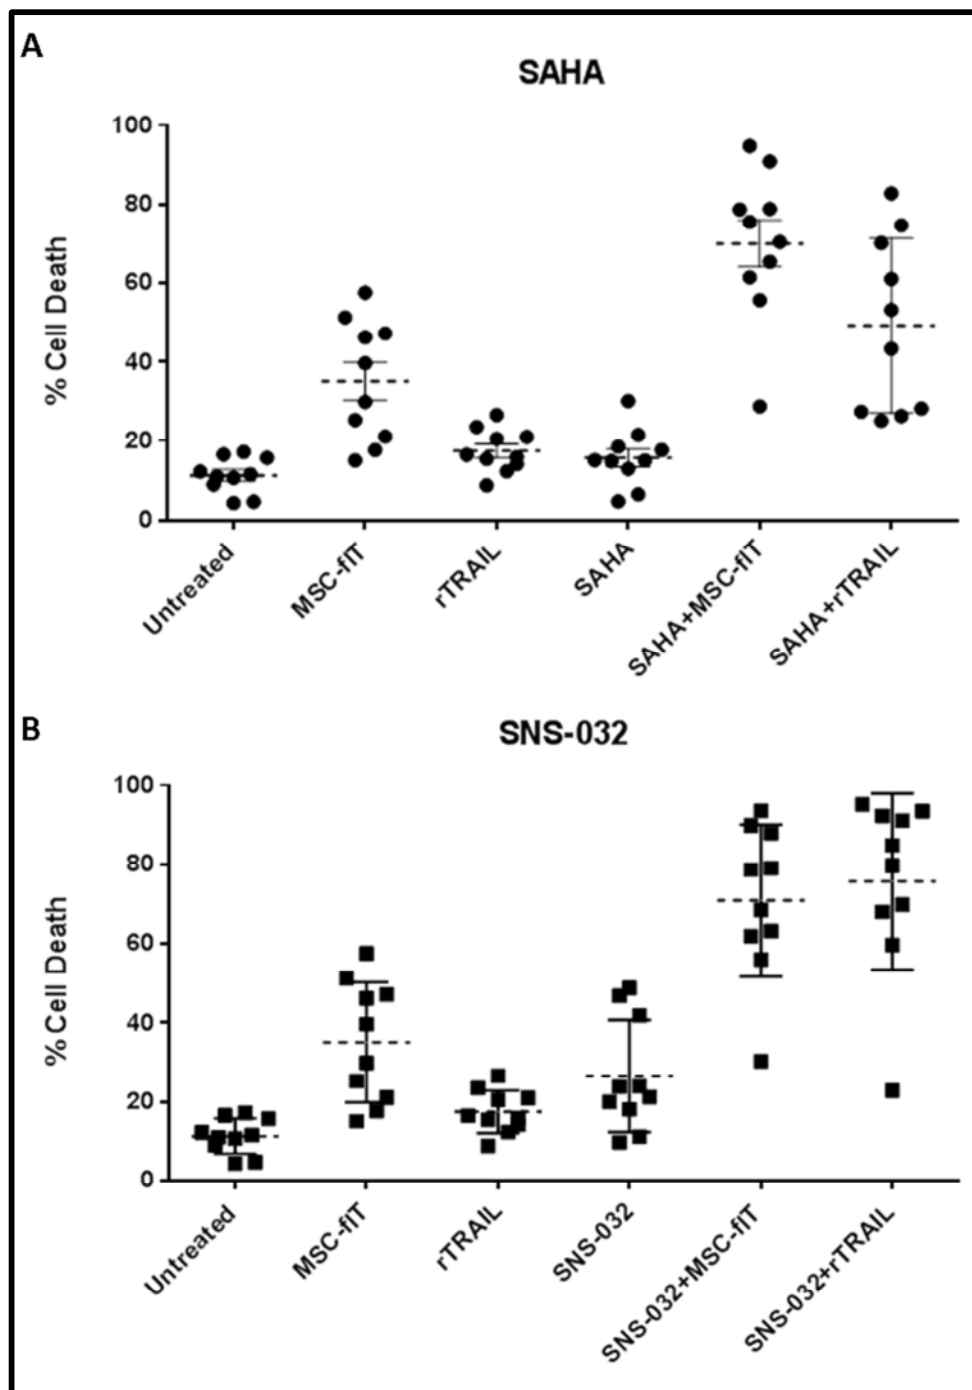 A
SAHA
100
80
60
40
20
0
% Cell Death
Untreated
MSC-flT
rTRAIL
SAHA
SAHA+MSC-flT
SAHA+rTRAIL
B
SNS-032
100
80
60
40
20
0
% Cell Death
Untreated
MSC-flT
rTRAIL
SNS-032
SNS-032+MSC-flT
SNS-032+rTRAIL